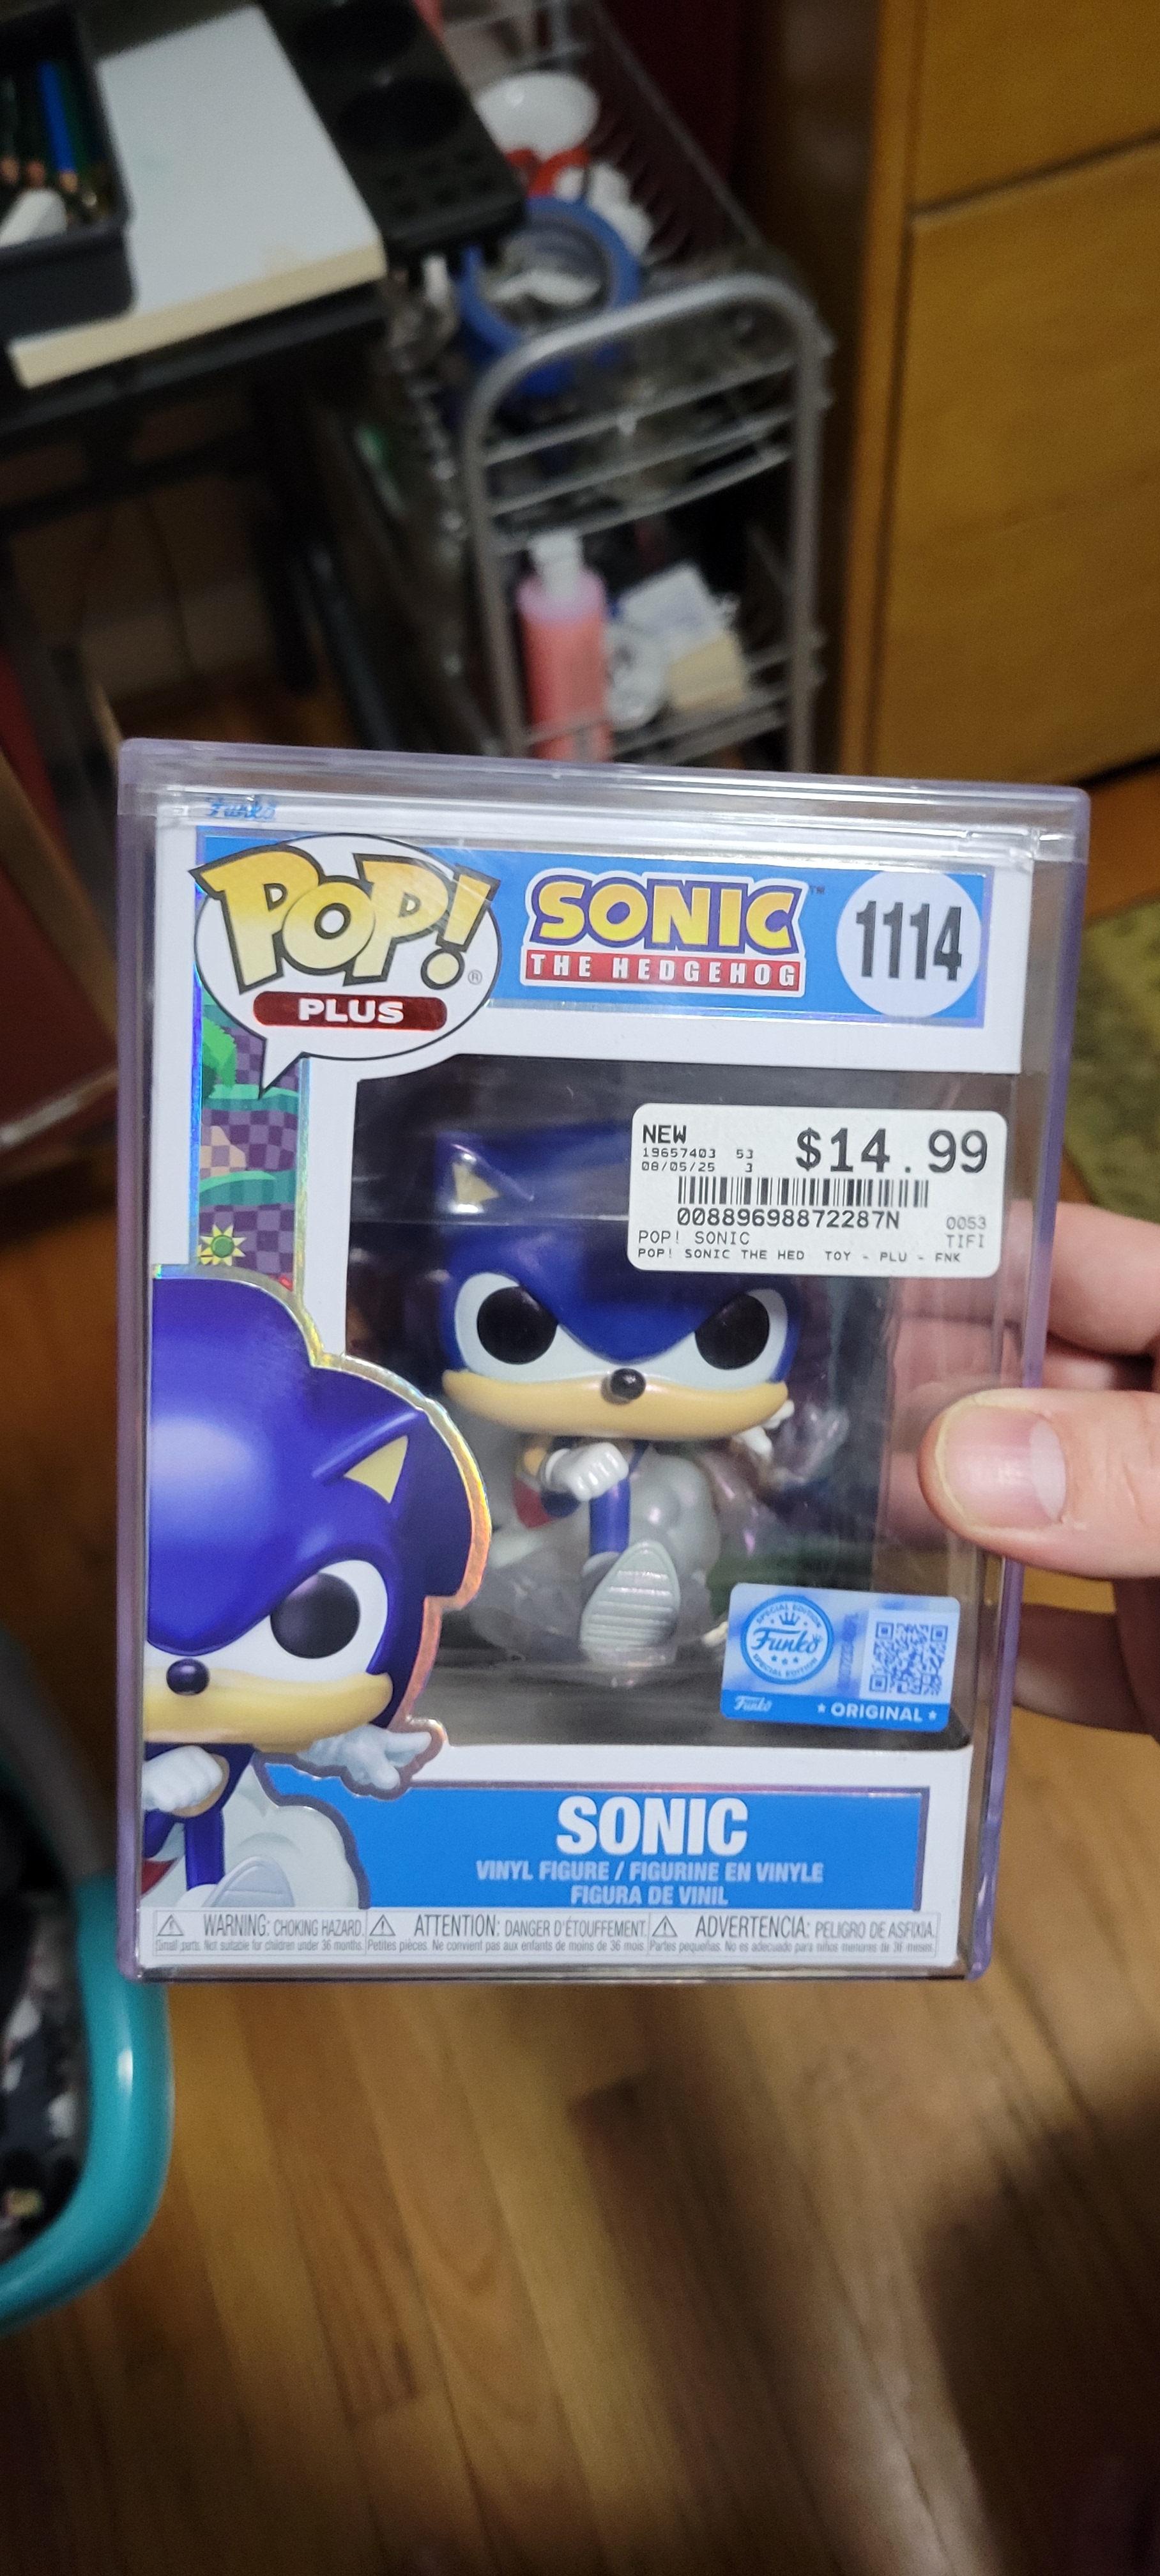 Funko
POP!®
PLUS
SONIC™
THE HEDGEHOG
1114
NEW
$14.99
19657403 53
08/05/25 3
00889698872287N
0053
POP! SONIC
TIFI
POP! SONIC THE HED TOY - PLU - FNK
SPECIAL EDITION
Funko
SPECIAL EDITION
Funko
* ORIGINAL *
SONIC
VINYL FIGURE / FIGURINE EN VINYLE
FIGURA DE VINIL
WARNING: CHOKING HAZARD.
Small parts. Not suitable for children under 36 months.
ATTENTION: DANGER D'ÉTOUFFEMENT.
Petites pièces. Ne convient pas aux enfants de moins de 36 mois.
ADVERTENCIA: PELIGRO DE ASFIXIA.
Partes pequeñas. No es adecuado para niños menores de 36 meses.